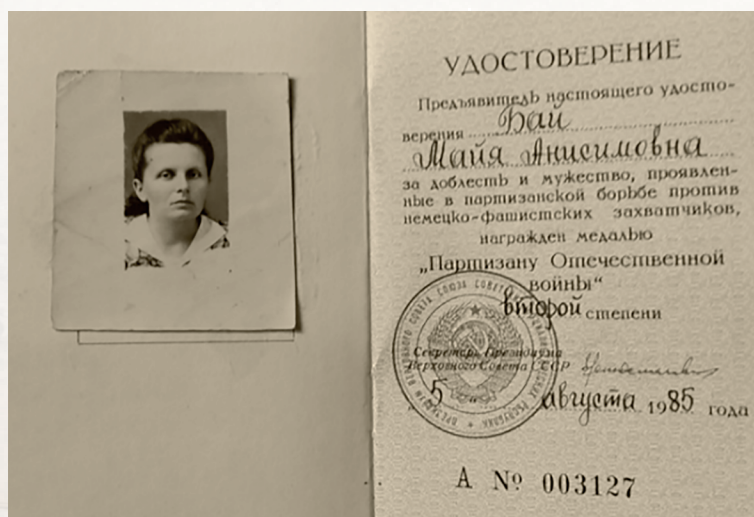 УДОСТОВЕРЕНИЕ
Предъявитель настоящего удосто-
верения Бай
Майя Анисимовна
за доблесть и мужество, проявлен-
ные в партизанской борьбе против
немецко-фашистских захватчиков,
награжден медалью
„Партизану Отечественной
войны“
второй степени
Секретарь Президиума
Верховного Совета СССР
5 августа 1985 года
А № 003127